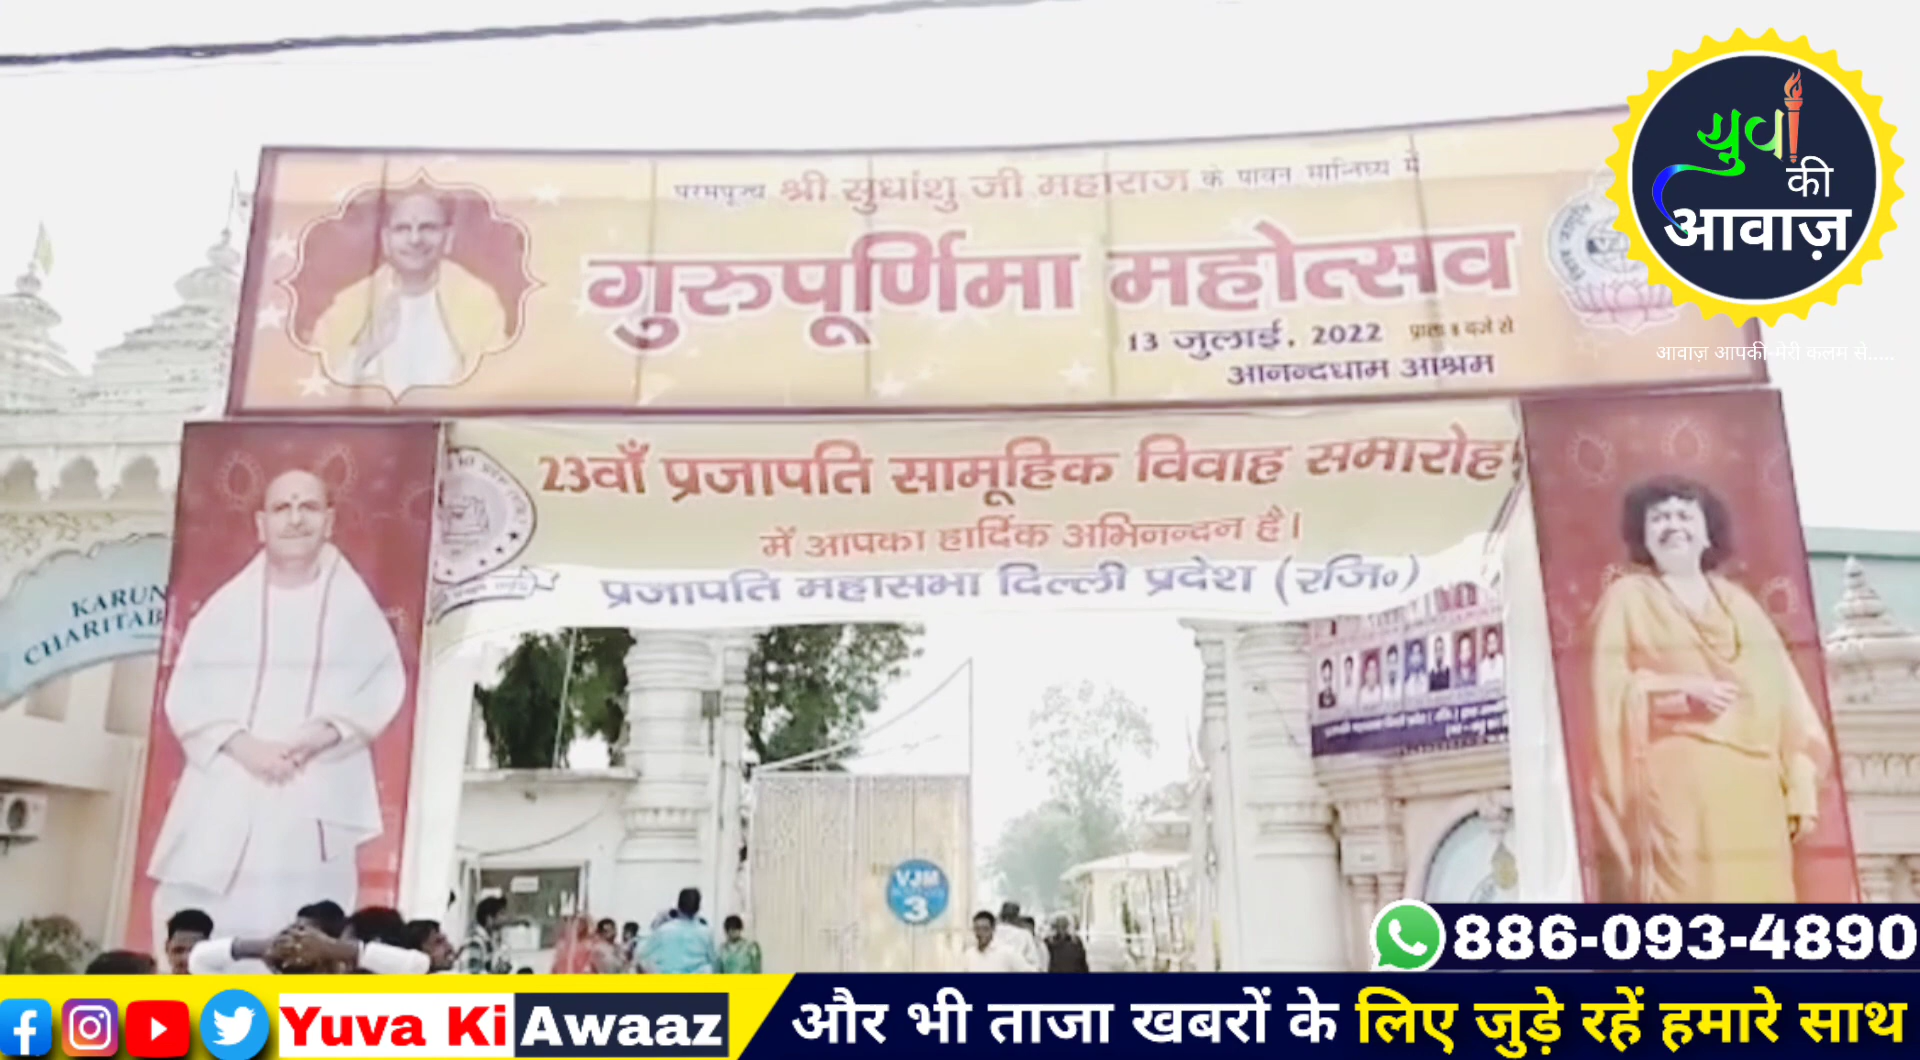 परमपूज्य श्री सुधांशु जी महाराज के पावन सान्निध्य में
गुरुपूर्णिमा महोत्सव
13 जुलाई, 2022 प्रातः 8 बजे से
आनन्दधाम आश्रम
युवा
की
आवाज़
आवाज़ आपकी मेरी कलम से.....
23वाँ प्रजापति सामूहिक विवाह समारोह
में आपका हार्दिक अभिनन्दन है।
प्रजापति महासभा दिल्ली प्रदेश (रजि०)
KARUN
CHARITAB
VJM
3
886-093-4890
Yuva Ki Awaaz
और भी ताजा खबरों के लिए जुड़े रहें हमारे साथ